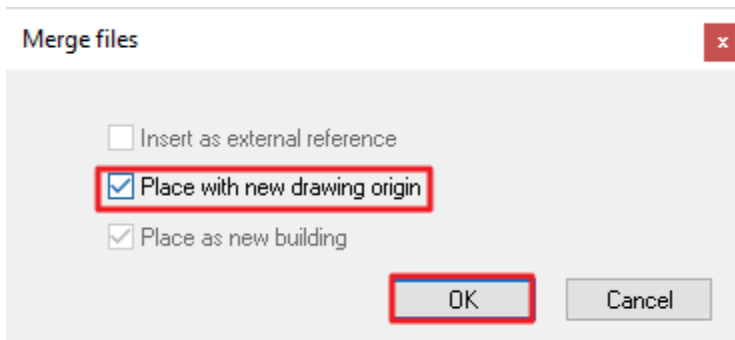 Merge files
x
Insert as external reference
Place with new drawing origin
Place as new building
OK Cancel